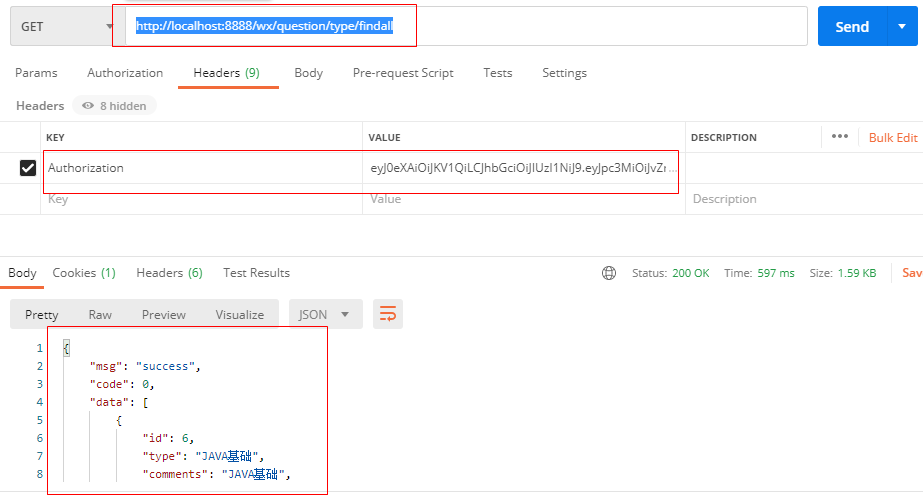 GET http://localhost:8888/wx/question/type/findall Send
Params Authorization Headers (9) Body Pre-request Script Tests Settings
Headers 8 hidden
KEY VALUE DESCRIPTION ••• Bulk Edit
Authorization eyJ0eXAiOiJKV1QiLCJhbGciOiJIUzI1NiJ9.eyJpc3MiOiJvZr...
Key Value Description
Body Cookies (1) Headers (6) Test Results Status: 200 OK Time: 597 ms Size: 1.59 KB Sav
Pretty Raw Preview Visualize JSON
1 {
2 "msg": "success",
3 "code": 0,
4 "data": [
5 {
6 "id": 6,
7 "type": "JAVA基础",
8 "comments": "JAVA基础",